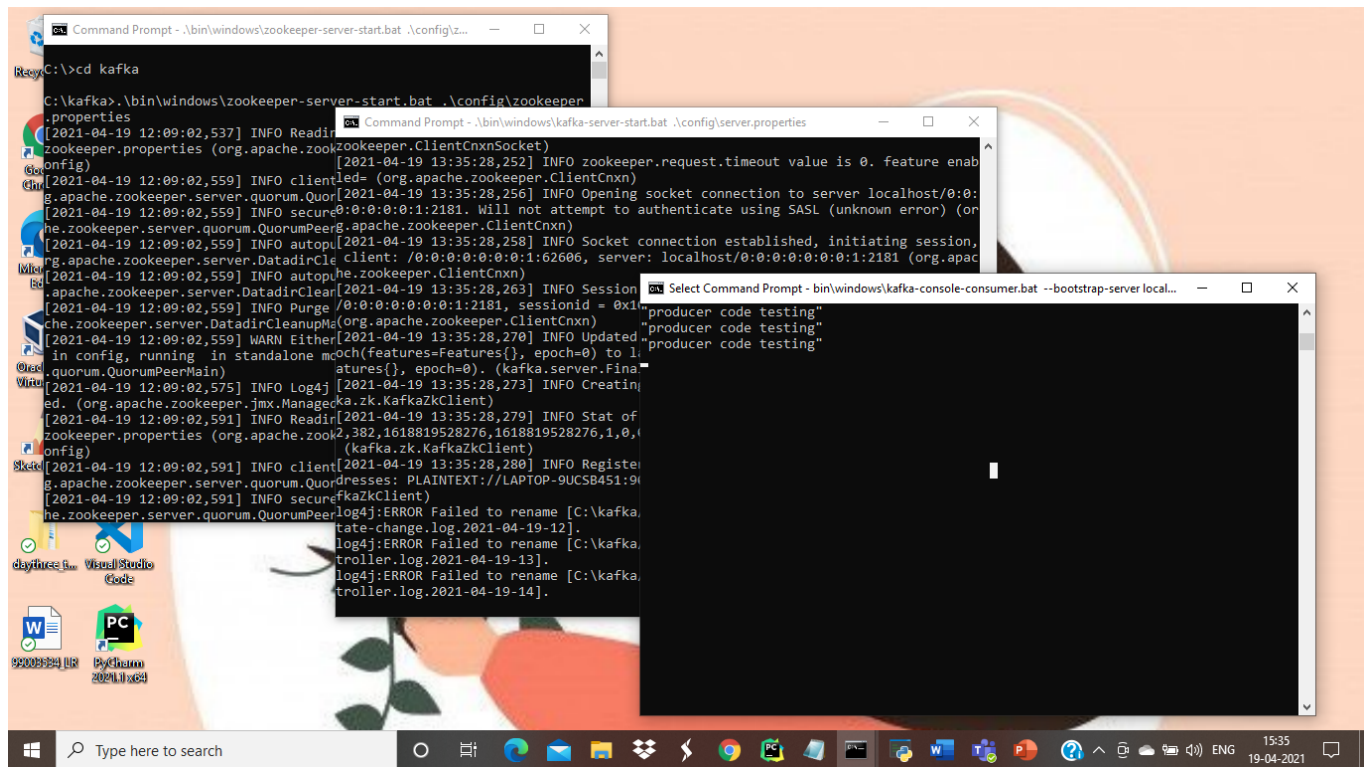 Command Prompt - .\bin\windows\zookeeper-server-start.bat .\config\z...
C:\>cd kafka
C:\kafka>.\bin\windows\zookeeper-server-start.bat .\config\zookeeper
.properties
[2021-04-19 12:09:02,537] INFO Readin
zookeeper.properties (org.apache.zook
onfig)
[2021-04-19 12:09:02,559] INFO client
g.apache.zookeeper.server.quorum.Quor
[2021-04-19 12:09:02,559] INFO secure
he.zookeeper.server.quorum.QuorumPeer
[2021-04-19 12:09:02,559] INFO autopu
rg.apache.zookeeper.server.DatadirCle
[2021-04-19 12:09:02,559] INFO autopu
.apache.zookeeper.server.DatadirClean
[2021-04-19 12:09:02,559] INFO Purge
che.zookeeper.server.DatadirCleanupMa
[2021-04-19 12:09:02,559] WARN Either
in config, running  in standalone mo
.quorum.QuorumPeerMain)
[2021-04-19 12:09:02,575] INFO Log4j
ed. (org.apache.zookeeper.jmx.Managed
[2021-04-19 12:09:02,591] INFO Readin
zookeeper.properties (org.apache.zook
onfig)
[2021-04-19 12:09:02,591] INFO client
g.apache.zookeeper.server.quorum.Quor
[2021-04-19 12:09:02,591] INFO secure
he.zookeeper.server.quorum.QuorumPeer
Command Prompt - .\bin\windows\kafka-server-start.bat .\config\server.properties
zookeeper.ClientCnxnSocket)
[2021-04-19 13:35:28,252] INFO zookeeper.request.timeout value is 0. feature enab
led= (org.apache.zookeeper.ClientCnxn)
[2021-04-19 13:35:28,256] INFO Opening socket connection to server localhost/0:0:
0:0:0:0:0:1:2181. Will not attempt to authenticate using SASL (unknown error) (or
g.apache.zookeeper.ClientCnxn)
[2021-04-19 13:35:28,258] INFO Socket connection established, initiating session,
client: /0:0:0:0:0:0:0:1:62606, server: localhost/0:0:0:0:0:0:0:1:2181 (org.apac
he.zookeeper.ClientCnxn)
[2021-04-19 13:35:28,263] INFO Session
/0:0:0:0:0:0:0:1:2181, sessionid = 0x10
(org.apache.zookeeper.ClientCnxn)
[2021-04-19 13:35:28,270] INFO Updated
och(features=Features{}, epoch=0) to la
atures{}, epoch=0). (kafka.server.Fina
[2021-04-19 13:35:28,273] INFO Creating
ka.zk.KafkaZkClient)
[2021-04-19 13:35:28,279] INFO Stat of
2,382,1618819528276,1618819528276,1,0,
(kafka.zk.KafkaZkClient)
[2021-04-19 13:35:28,280] INFO Registe
dresses: PLAINTEXT://LAPTOP-9UCSB451:9
fkaZkClient)
log4j:ERROR Failed to rename [C:\kafka
tate-change.log.2021-04-19-12].
log4j:ERROR Failed to rename [C:\kafka
troller.log.2021-04-19-13].
log4j:ERROR Failed to rename [C:\kafka
troller.log.2021-04-19-14].
Select Command Prompt - bin\windows\kafka-console-consumer.bat  --bootstrap-server local...
"producer code testing"
"producer code testing"
"producer code testing"
daythree_t...
Visual Studio
Code
PyCharm
2021.1 x64
Type here to search
ENG
15:35
19-04-2021